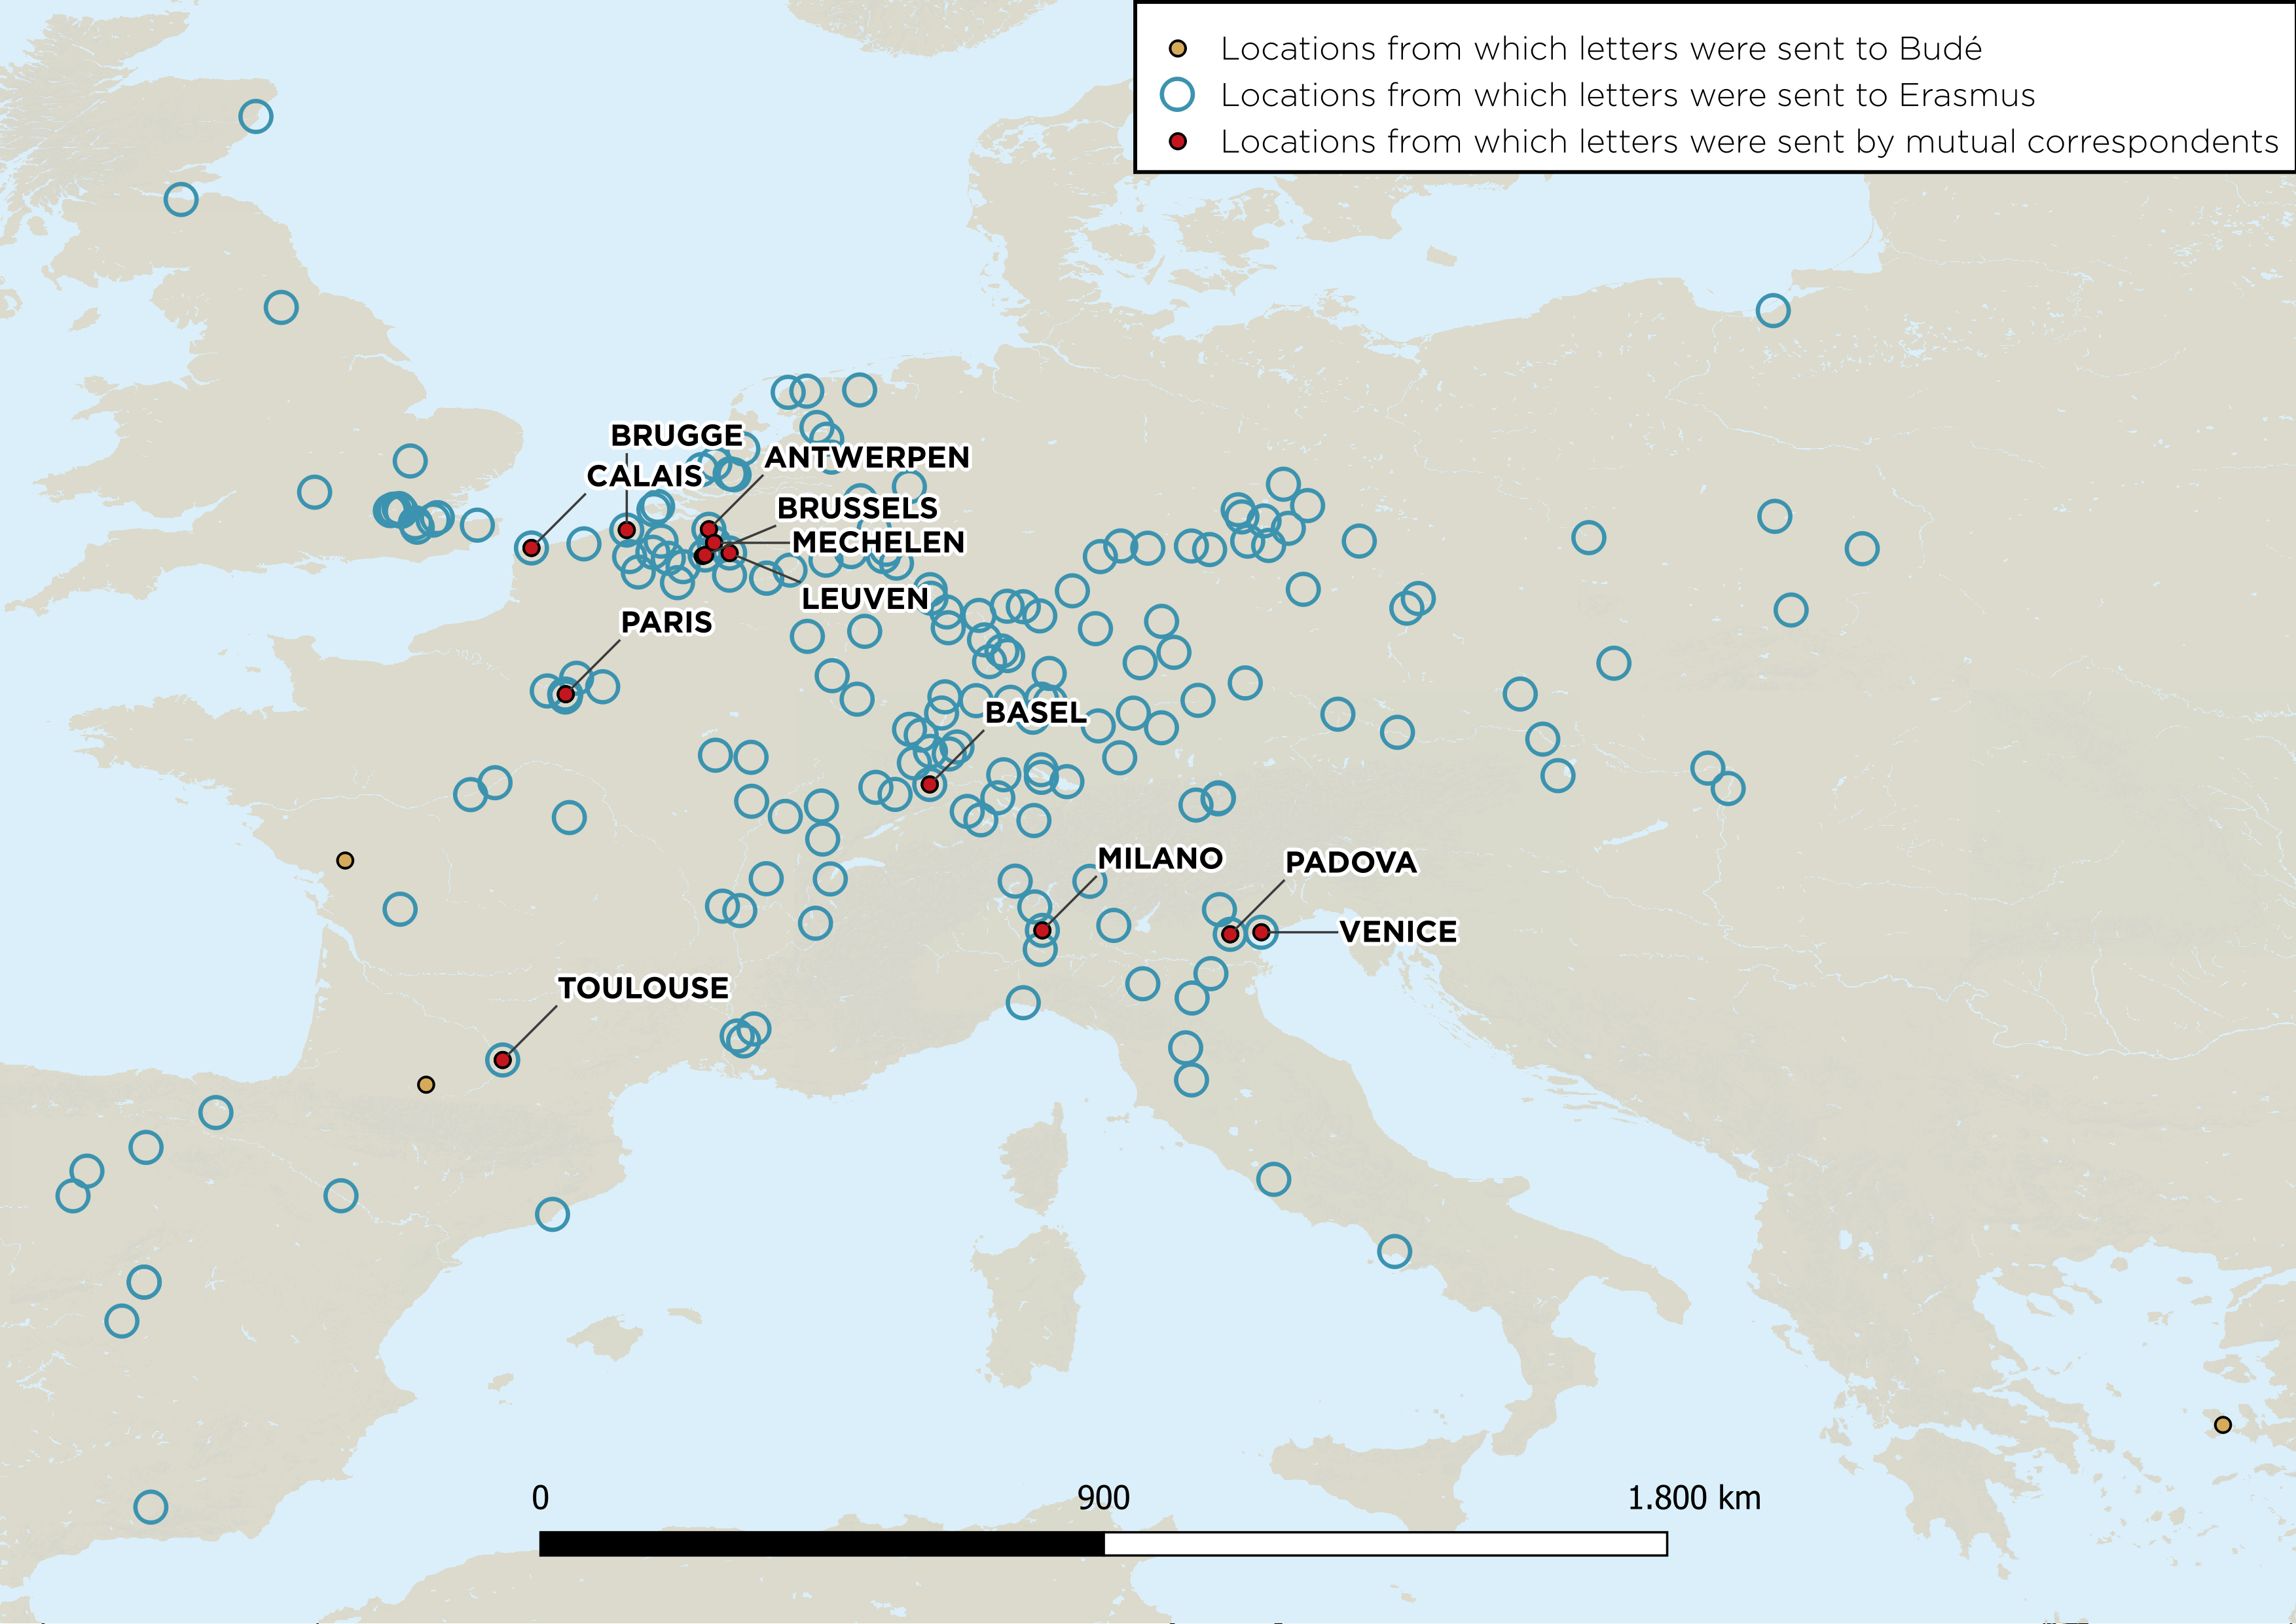 Locations from which letters were sent to Budé
Locations from which letters were sent to Erasmus
Locations from which letters were sent by mutual correspondents
BRUGGE
ANTWERPEN
CALAIS
BRUSSELS
MECHELEN
LEUVEN
PARIS
BASEL
MILANO
PADOVA
VENICE
TOULOUSE
0 900 1.800 km